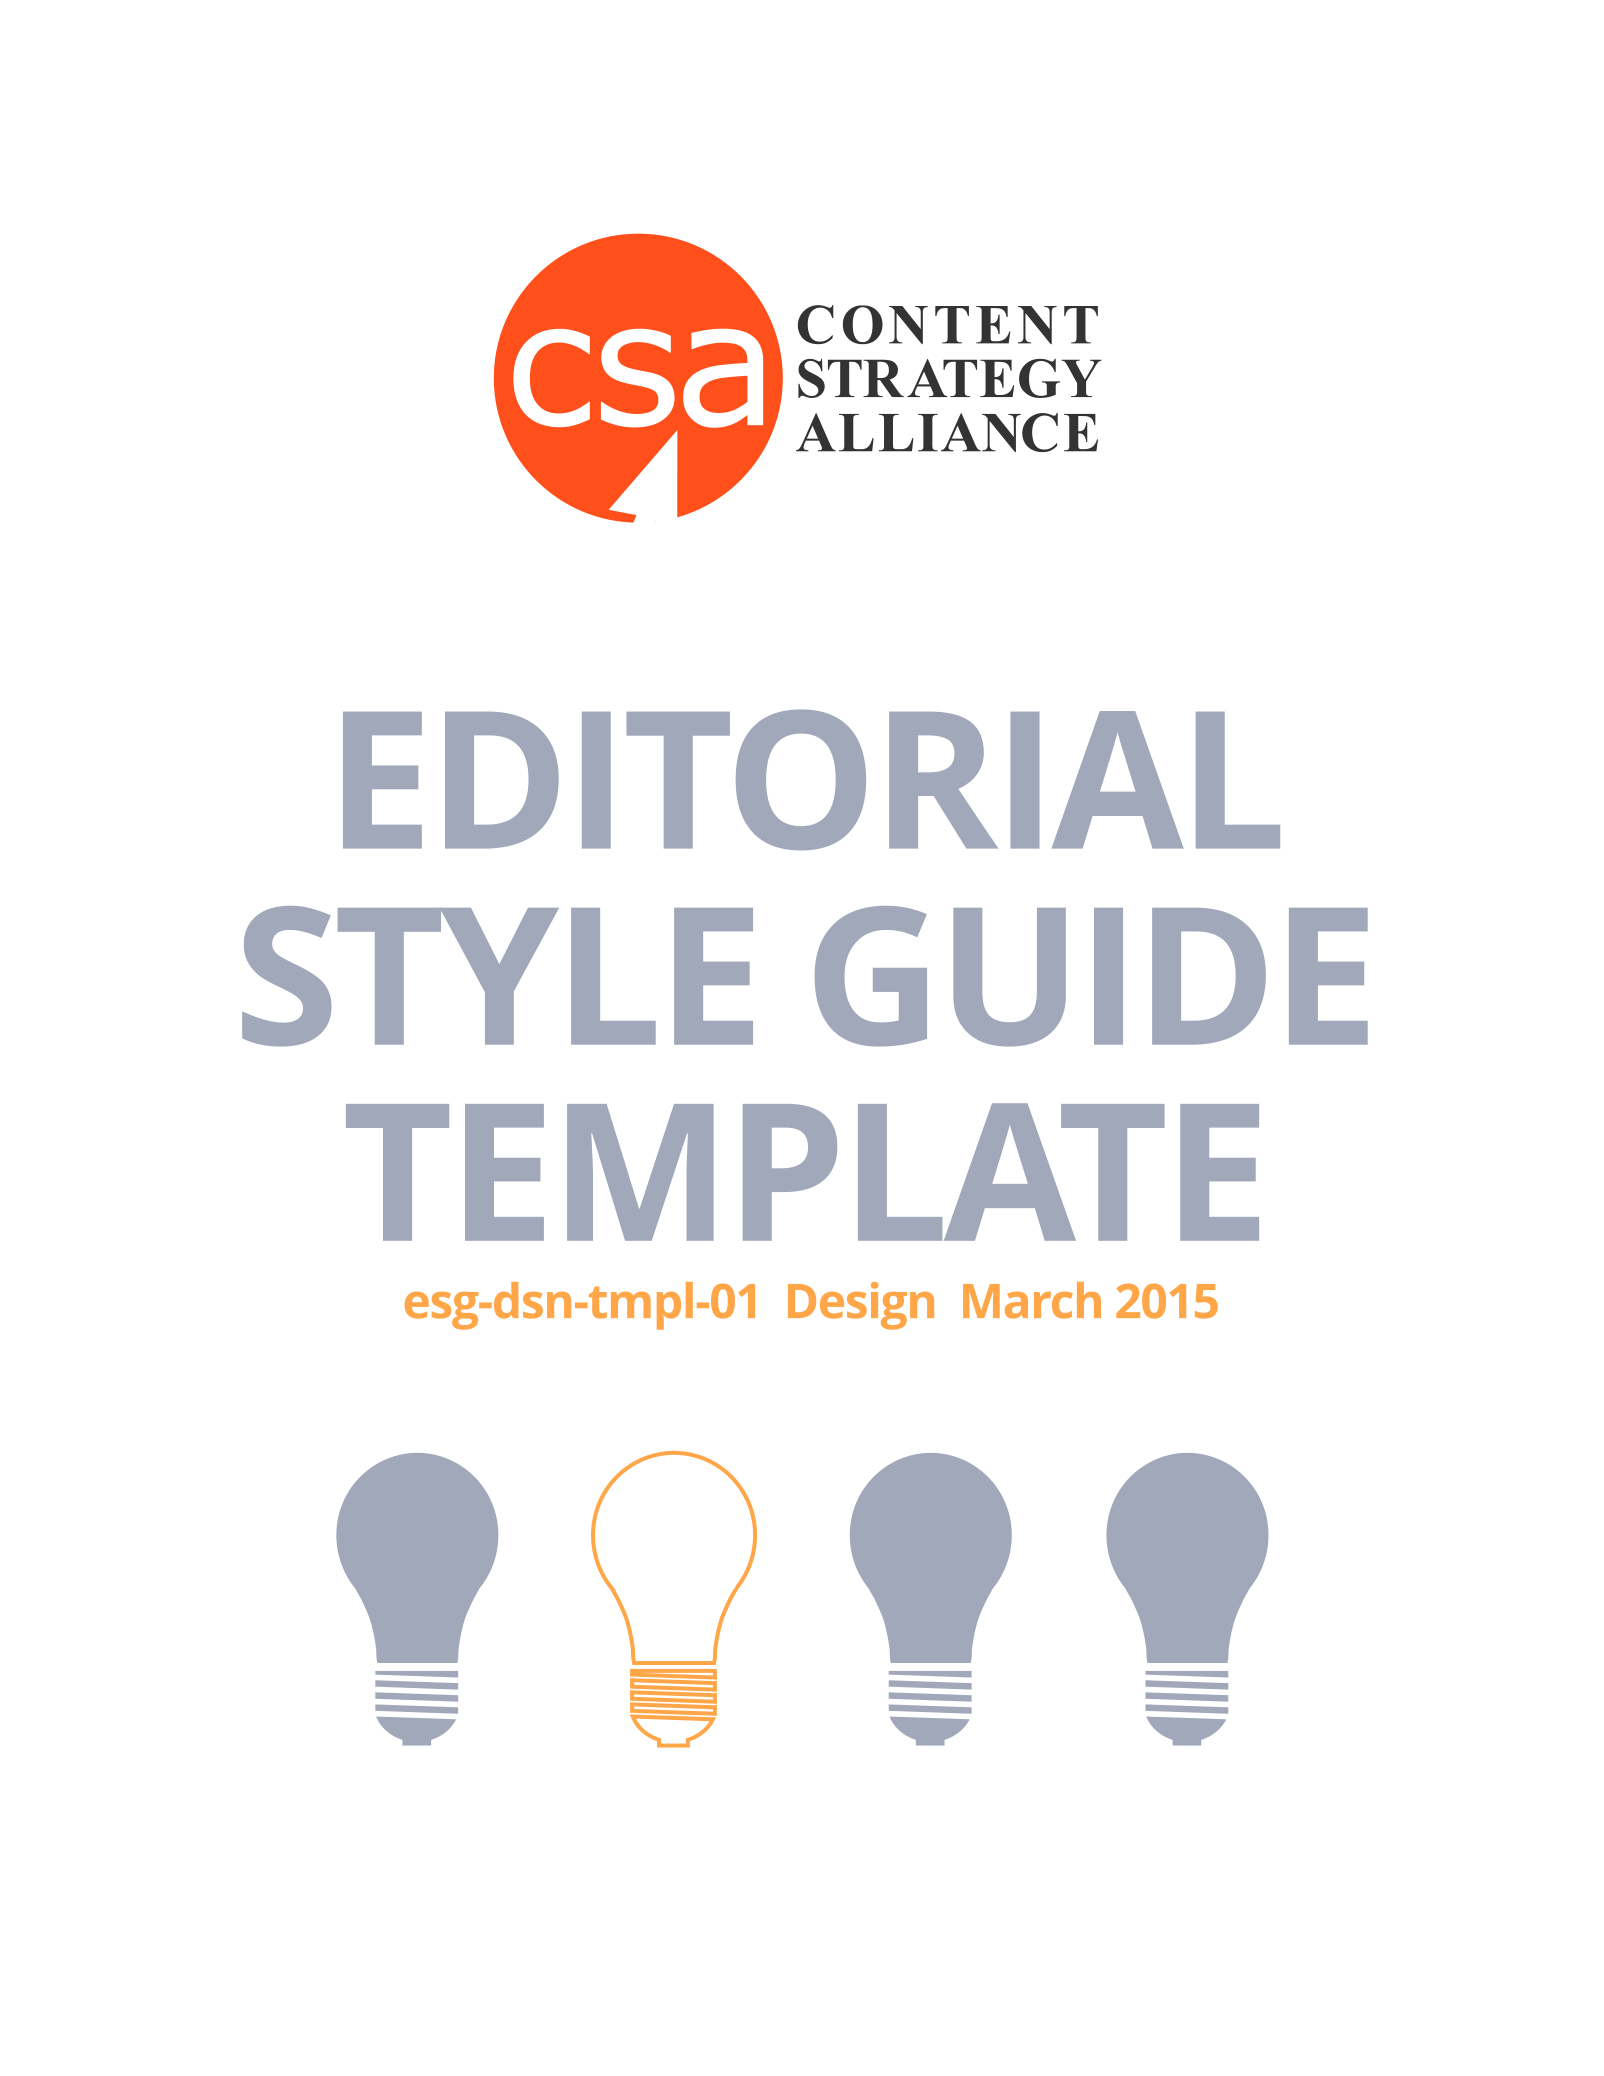 csa
CONTENT
STRATEGY
ALLIANCE
EDITORIAL
STYLE GUIDE
TEMPLATE
esg-dsn-tmpl-01 Design March 2015